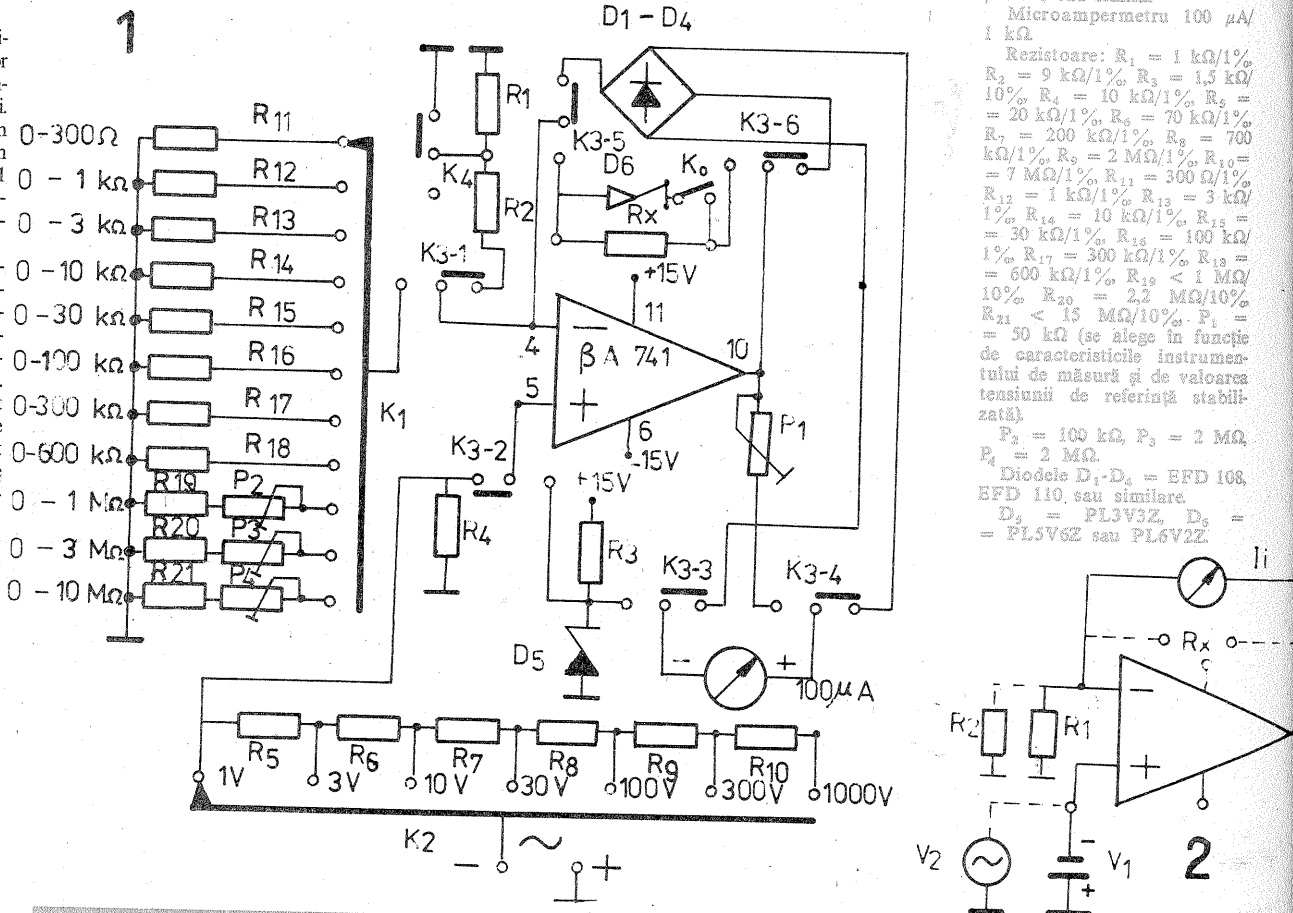 1
D1 - D4
0-300Ω
R11
0 - 1 kΩ
R12
0 - 3 kΩ
R13
0 - 10 kΩ
R14
0 - 30 kΩ
R15
0-100 kΩ
R16
0-300 kΩ
R17
0-600 kΩ
R18
0 - 1 MΩ
R19
P2
0 - 3 MΩ
R20
P3
0 - 10 MΩ
R21
P4
K1
R1
K4
R2
K3-1
K3-5
D6
K₀
K3-6
Rx
+15V
11
4
βA 741
10
5
6
-15V
P1
K3-2
+15V
R4
R3
K3-3
K3-4
D5
-
+
100μA
R5
R6
R7
R8
R9
R10
1V
3V
10V
30V
100V
300V
1000V
K2
~
-
+
Microampermetru 100 μA/
1 kΩ.
Rezistoare: R₁ = 1 kΩ/1%,
R₂ = 9 kΩ/1%, R₃ = 1,5 kΩ/
10%, R₄ = 10 kΩ/1%, R₅ =
= 20 kΩ/1%, R₆ = 70 kΩ/1%,
R₇ = 200 kΩ/1%, R₈ = 700
kΩ/1%, R₉ = 2 MΩ/1%, R₁₀ =
= 7 MΩ/1%, R₁₁ = 300 Ω/1%,
R₁₂ = 1 kΩ/1%, R₁₃ = 3 kΩ/
1%, R₁₄ = 10 kΩ/1%, R₁₅ =
= 30 kΩ/1%, R₁₆ = 100 kΩ/
1%, R₁₇ = 300 kΩ/1%, R₁₈ =
= 600 kΩ/1%, R₁₉ < 1 MΩ/
10%, R₂₀ = 2,2 MΩ/10%,
R₂₁ < 15 MΩ/10%. P₁ =
= 50 kΩ (se alege în funcție
de caracteristicile instrumen-
tului de măsură și de valoarea
tensiunii de referință stabili-
zată).
P₂ = 100 kΩ, P₃ = 2 MΩ,
P₄ = 2 MΩ.
Diodele D₁-D₄ = EFD 108,
EFD 110, sau similare.
D₅ = PL3V3Z, D₆ =
= PL5V6Z sau PL6V2Z.
Ii
Rx
R2
R1
-
+
V2
~
V1
-
+
2